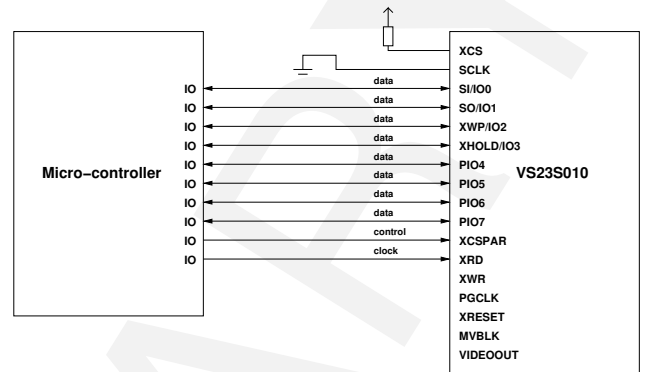 XCS
SCLK
IO data SI/IO0
IO data SO/IO1
IO data XWP/IO2
IO data XHOLD/IO3
IO data PIO4
Micro−controller VS23S010
IO data PIO5
IO data PIO6
IO data PIO7
IO control XCSPAR
IO clock XRD
XWR
PGCLK
XRESET
MVBLK
VIDEOOUT